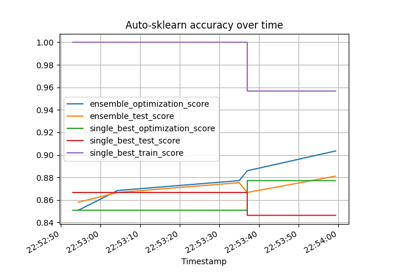 Auto-sklearn accuracy over time
1.00
0.98
0.96
0.94
0.92
0.90
0.88
0.86
0.84
ensemble_optimization_score
ensemble_test_score
single_best_optimization_score
single_best_test_score
single_best_train_score
22:52:50
22:53:00
22:53:10
22:53:20
22:53:30
22:53:40
22:53:50
22:54:00
Timestamp